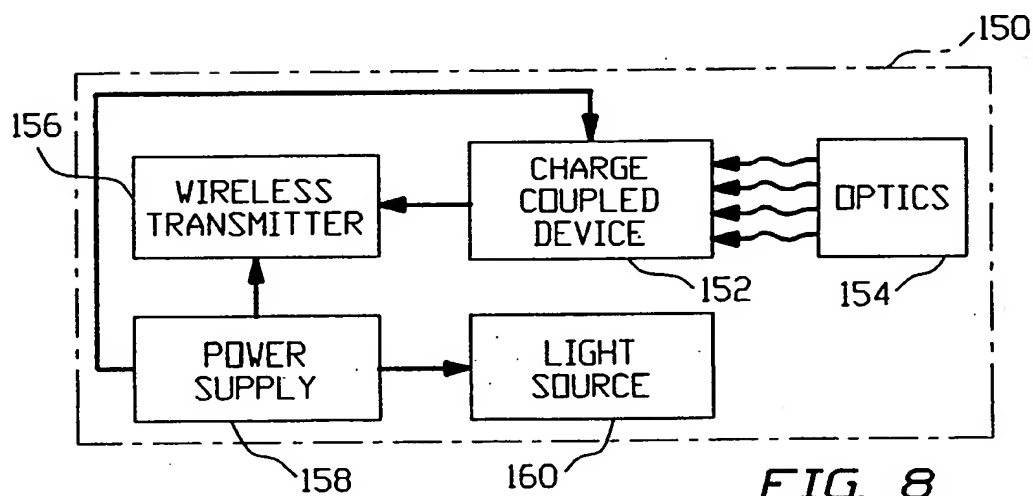 150
156
WIRELESS
TRANSMITTER
CHARGE
COUPLED
DEVICE
OPTICS
152
154
POWER
SUPPLY
LIGHT
SOURCE
158
160
FIG. 8